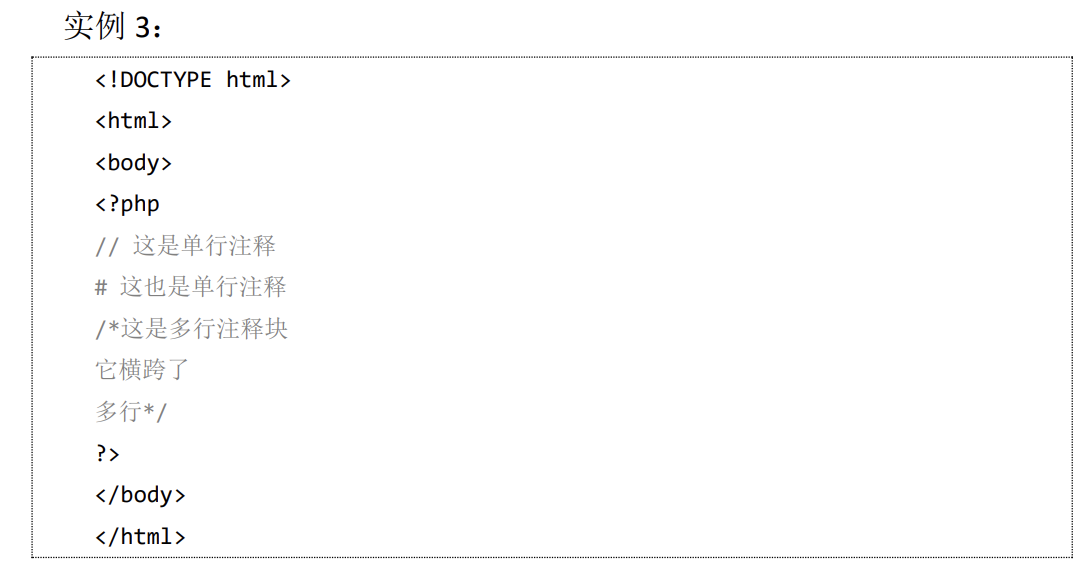 实例 3：
<!DOCTYPE html>
<html>
<body>
<?php
// 这是单行注释
# 这也是单行注释
/*这是多行注释块
它横跨了
多行*/
?>
</body>
</html>